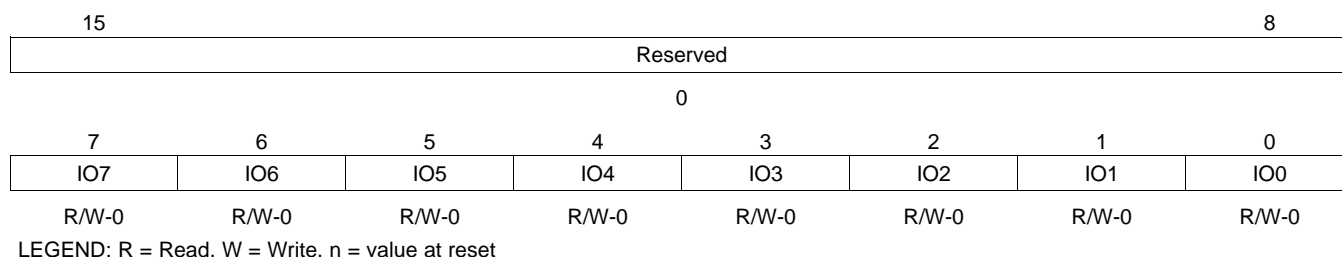 15 8
Reserved
0
7 6 5 4 3 2 1 0
IO7 IO6 IO5 IO4 IO3 IO2 IO1 IO0
R/W-0 R/W-0 R/W-0 R/W-0 R/W-0 R/W-0 R/W-0 R/W-0
LEGEND: R = Read, W = Write, n = value at reset